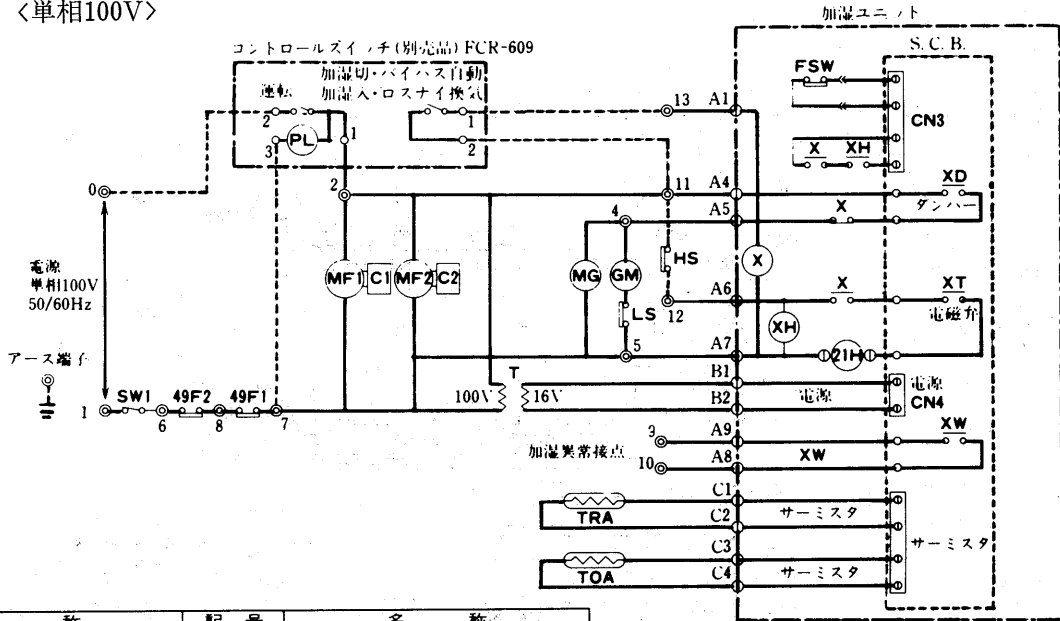 〈単相100V〉
加湿ユニット
コントロールスイッチ(別売品)FCR-609
S. C. B.
運転
加湿切・バイパス自動
加湿入・ロスナイ換気
FSW
2
1
13
A1
CN3
3
PL
1
2
X
XH
0
2
11
A4
XD
ダンパー
4
A5
X
電源
単相100V
50/60Hz
MF1
C1
MF2
C2
MG
GM
HS
X
A6
X
XT
電磁弁
12
LS
XH
アース端子
5
A7
21H
T
B1
電源
100V
16V
電源
CN4
1
SW1
49F2
49F1
B2
6
8
7
9
A9
XW
加湿異常接点
10
A8
XW
C1
サーミスタ
TRA
C2
サーミスタ
C3
TOA
C4
サーミスタ
称
記号
名称